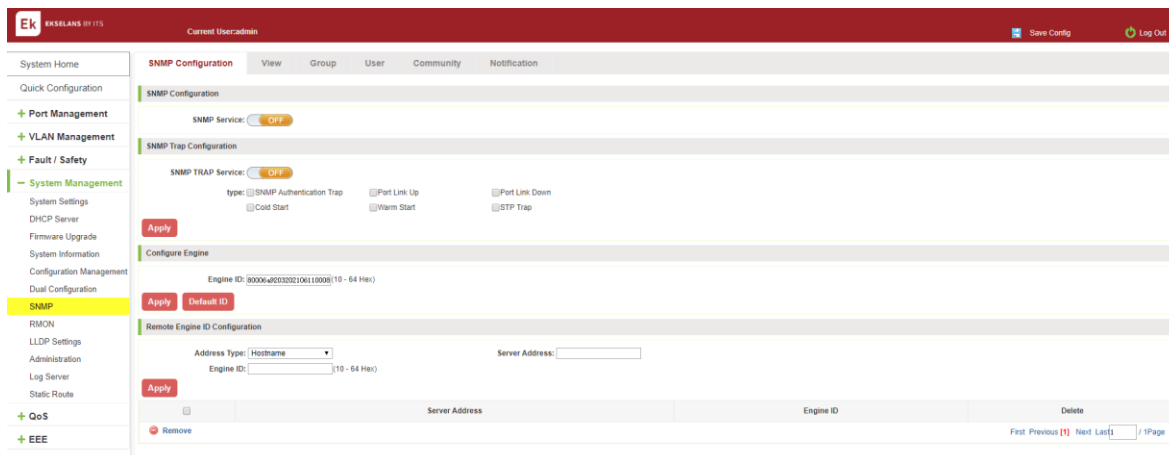 Ek EKSELANS BY ITS
Current User:admin
Save Config
Log Out
System Home
Quick Configuration
Port Management
VLAN Management
Fault / Safety
System Management
System Settings
DHCP Server
Firmware Upgrade
System Information
Configuration Management
Dual Configuration
SNMP
RMON
LLDP Settings
Administration
Log Server
Static Route
QoS
EEE
SNMP Configuration View Group User Community Notification
SNMP Configuration
SNMP Service: OFF
SNMP Trap Configuration
SNMP TRAP Service: OFF
type: SNMP Authentication Trap Port Link Up Port Link Down
Cold Start Warm Start STP Trap
Apply
Configure Engine
Engine ID: 80006a9203202106110008 (10 - 64 Hex)
Apply Default ID
Remote Engine ID Configuration
Address Type: Hostname Server Address:
Engine ID: (10 - 64 Hex)
Apply
Server Address Engine ID Delete
Remove First Previous [1] Next Last 1 / 1Page